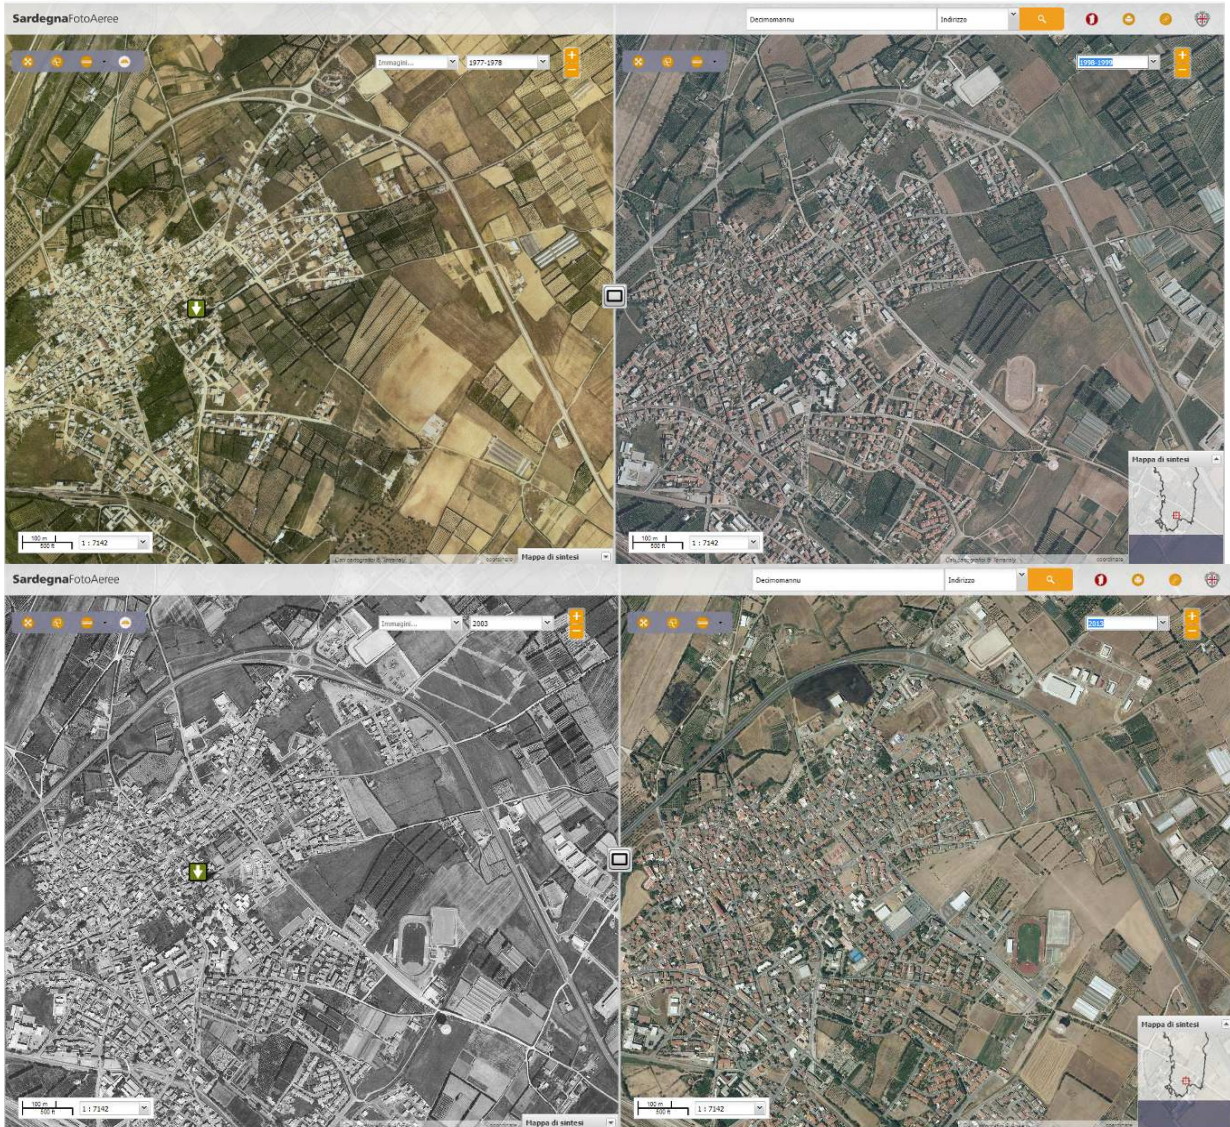 SardegnaFotoAeree
Decimomannu
Indirizzo
Immagini...
1977-1978
1998-1999
100 m
500 ft
1 : 7142
Mappa di sintesi
100 m
500 ft
1 : 7142
Mappa di sintesi
SardegnaFotoAeree
Decimomannu
Indirizzo
Immagini...
2003
2013
100 m
500 ft
1 : 7142
Mappa di sintesi
100 m
500 ft
1 : 7142
Mappa di sintesi